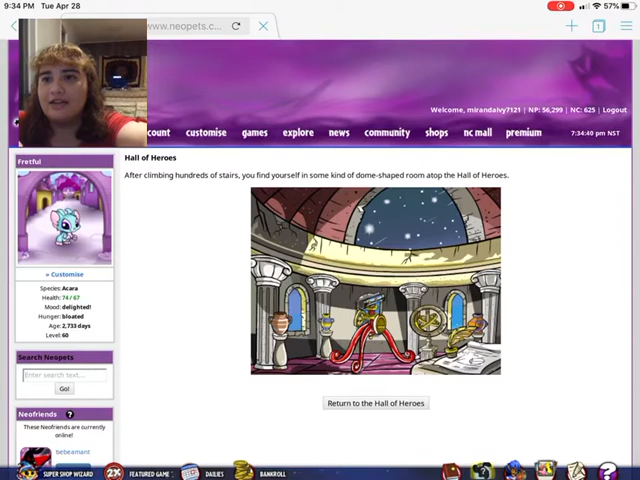 9:34 PM Tue Apr 28
57%
www.neopets.c...
1
Welcome, mirandaivy7121 | NP: 56,299 | NC: 625 | Logout
count customise games explore news community shops nc mall premium
7:34:40 pm NST
Fretful
» Customise
Species: Acara
Health: 74 / 67
Mood: delighted!
Hunger: bloated
Age: 2,733 days
Level: 60
Search Neopets
Enter search text...
Go!
Neofriends ?
These Neofriends are currently
online!
bebeamant
Hall of Heroes
After climbing hundreds of stairs, you find yourself in some kind of dome-shaped room atop the Hall of Heroes.
Return to the Hall of Heroes
SUPER SHOP WIZARD 2X FEATURED GAME DAILIES BANKROLL ?